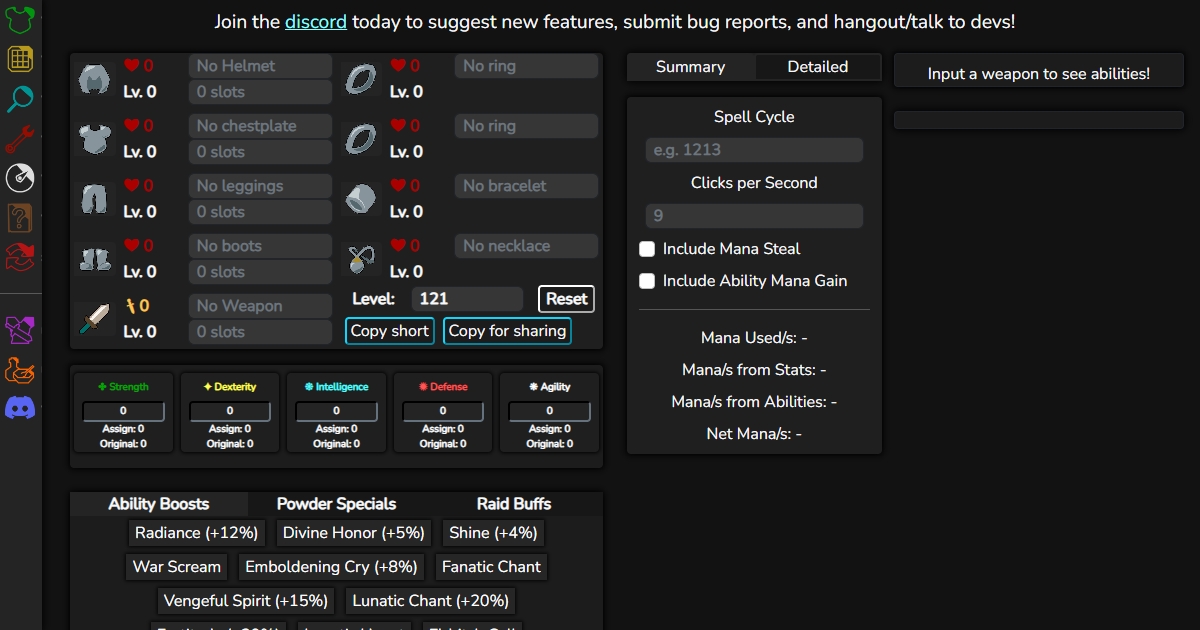 Join the discord today to suggest new features, submit bug reports, and hangout/talk to devs!
0
Lv. 0
No Helmet
0 slots
0
Lv. 0
No ring
0
Lv. 0
No chestplate
0 slots
0
Lv. 0
No ring
0
Lv. 0
No leggings
0 slots
0
Lv. 0
No bracelet
0
Lv. 0
No boots
0 slots
0
Lv. 0
No necklace
0
Lv. 0
No Weapon
0 slots
Level: 121 Reset
Copy short Copy for sharing
Strength
0
Assign: 0
Original: 0
Dexterity
0
Assign: 0
Original: 0
Intelligence
0
Assign: 0
Original: 0
Defense
0
Assign: 0
Original: 0
Agility
0
Assign: 0
Original: 0
Ability Boosts Powder Specials Raid Buffs
Radiance (+12%) Divine Honor (+5%) Shine (+4%)
War Scream Emboldening Cry (+8%) Fanatic Chant
Vengeful Spirit (+15%) Lunatic Chant (+20%)
Summary Detailed
Spell Cycle
e.g. 1213
Clicks per Second
9
Include Mana Steal
Include Ability Mana Gain
Mana Used/s: -
Mana/s from Stats: -
Mana/s from Abilities: -
Net Mana/s: -
Input a weapon to see abilities!